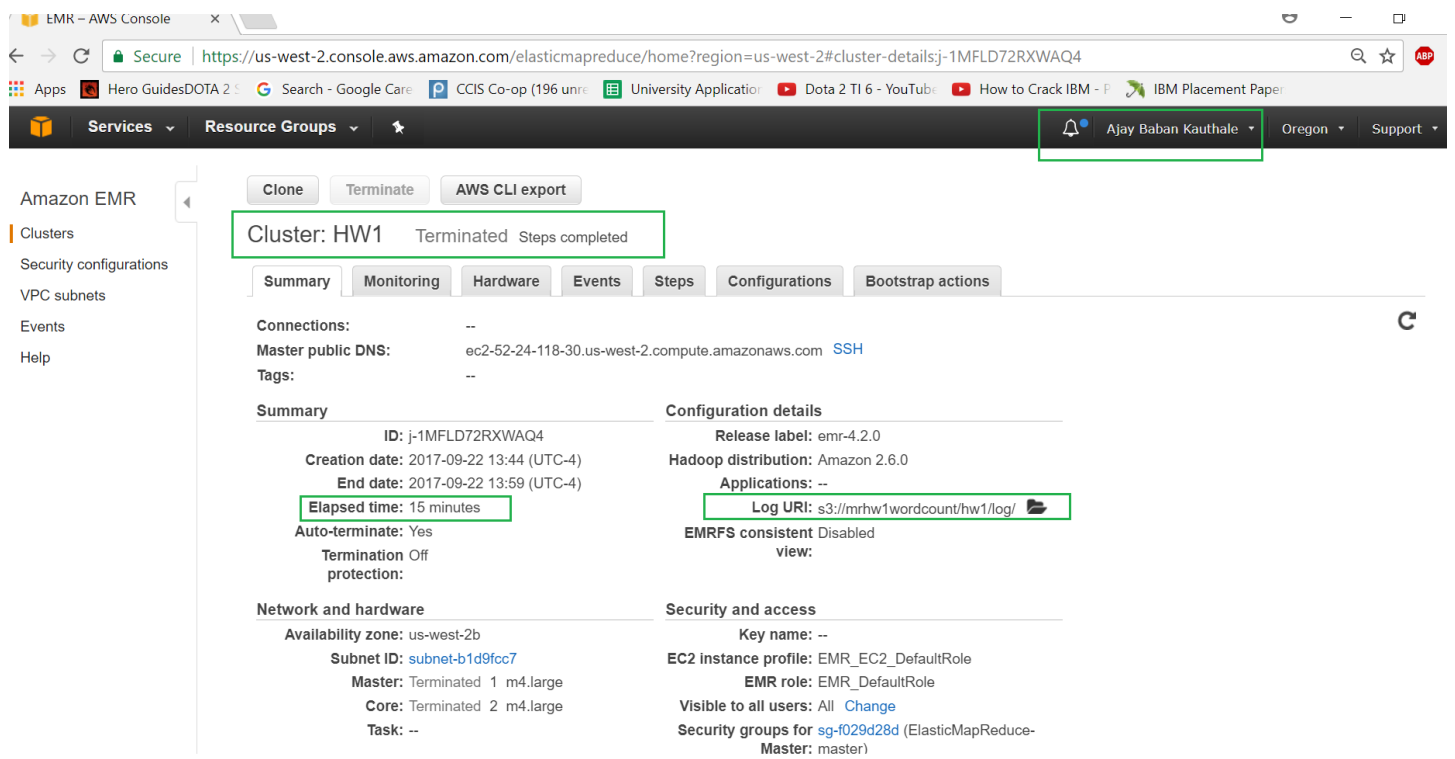 EMR – AWS Console
Secure https://us-west-2.console.aws.amazon.com/elasticmapreduce/home?region=us-west-2#cluster-details:j-1MFLD72RXWAQ4
ABP
Apps Hero GuidesDOTA 2 S Search - Google Care CCIS Co-op (196 unre University Application Dota 2 TI 6 - YouTube How to Crack IBM - P IBM Placement Paper
Services Resource Groups Ajay Baban Kauthale Oregon Support
Amazon EMR
Clusters
Security configurations
VPC subnets
Events
Help
Clone Terminate AWS CLI export
Cluster: HW1 Terminated Steps completed
Summary Monitoring Hardware Events Steps Configurations Bootstrap actions
Connections: --
Master public DNS: ec2-52-24-118-30.us-west-2.compute.amazonaws.com SSH
Tags: --
Summary
ID: j-1MFLD72RXWAQ4
Creation date: 2017-09-22 13:44 (UTC-4)
End date: 2017-09-22 13:59 (UTC-4)
Elapsed time: 15 minutes
Auto-terminate: Yes
Termination Off
protection:
Configuration details
Release label: emr-4.2.0
Hadoop distribution: Amazon 2.6.0
Applications: --
Log URI: s3://mrhw1wordcount/hw1/log/
EMRFS consistent Disabled
view:
Network and hardware
Availability zone: us-west-2b
Subnet ID: subnet-b1d9fcc7
Master: Terminated 1 m4.large
Core: Terminated 2 m4.large
Task: --
Security and access
Key name: --
EC2 instance profile: EMR_EC2_DefaultRole
EMR role: EMR_DefaultRole
Visible to all users: All Change
Security groups for sg-f029d28d (ElasticMapReduce-
Master: master)